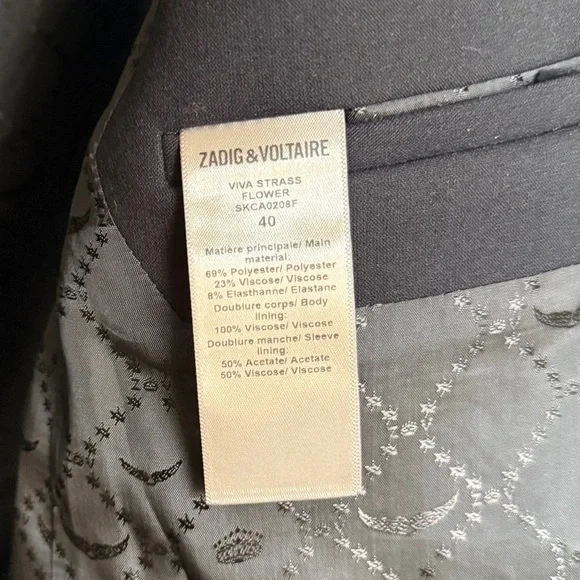 ZADIG & VOLTAIRE
VIVA STRASS
FLOWER
SKCA0208F
40
Matière principale/ Main
material:
69% Polyester/ Polyester
23% Viscose/ Viscose
8% Elasthanne/ Elastane
Doublure corps/ Body
lining:
100% Viscose/ Viscose
Doublure manche/ Sleeve
lining:
50% Acetate/ Acetate
50% Viscose/ Viscose